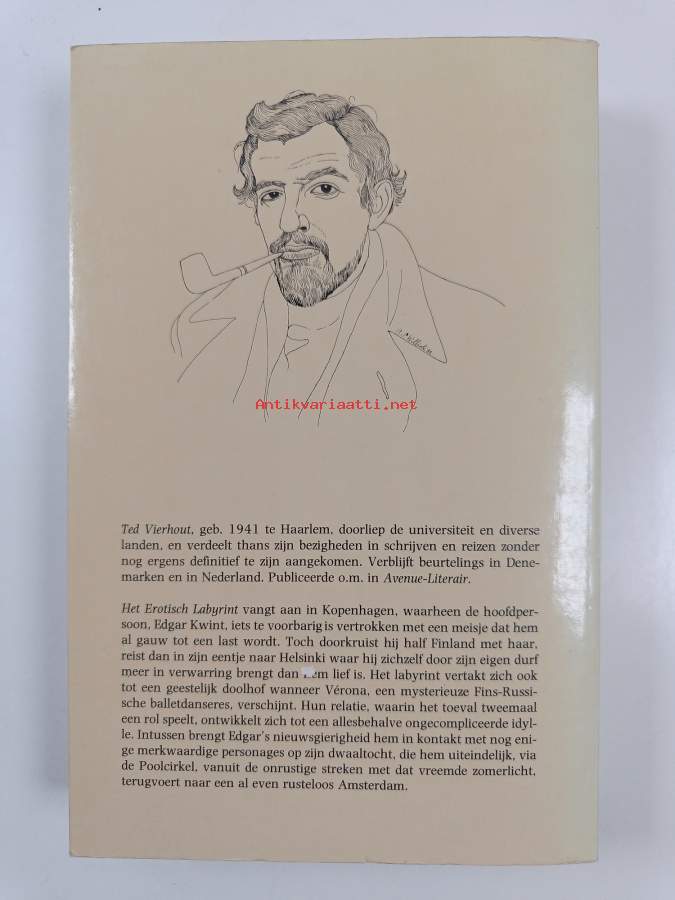 Antikvariaatti.net
Ted Vierhout, geb. 1941 te Haarlem, doorliep de universiteit en diverse
landen, en verdeelt thans zijn bezigheden in schrijven en reizen zonder
nog ergens definitief te zijn aangekomen. Verblijft beurtelings in Dene-
marken en in Nederland. Publiceerde o.m. in Avenue-Literair.
Het Erotisch Labyrint vangt aan in Kopenhagen, waarheen de hoofdper-
soon, Edgar Kwint, iets te voorbarig is vertrokken met een meisje dat hem
al gauw tot een last wordt. Toch doorkruist hij half Finland met haar,
reist dan in zijn eentje naar Helsinki waar hij zichzelf door zijn eigen durf
meer in verwarring brengt dan lief is. Het labyrint vertakt zich ook
tot een geestelijk doolhof wanneer Vérona, een mysterieuze Fins-Russi-
sche balletdanseres, verschijnt. Hun relatie, waarin het toeval tweemaal
een rol speelt, ontwikkelt zich tot een allesbehalve ongecompliceerde idyl-
le. Intussen brengt Edgar's nieuwsgierigheid hem in kontakt met nog eni-
ge merkwaardige personages op zijn dwaaltocht, die hem uiteindelijk, via
de Poolcirkel, vanuit de onrustige streken met dat vreemde zomerlicht,
terugvoert naar een al even rusteloos Amsterdam.